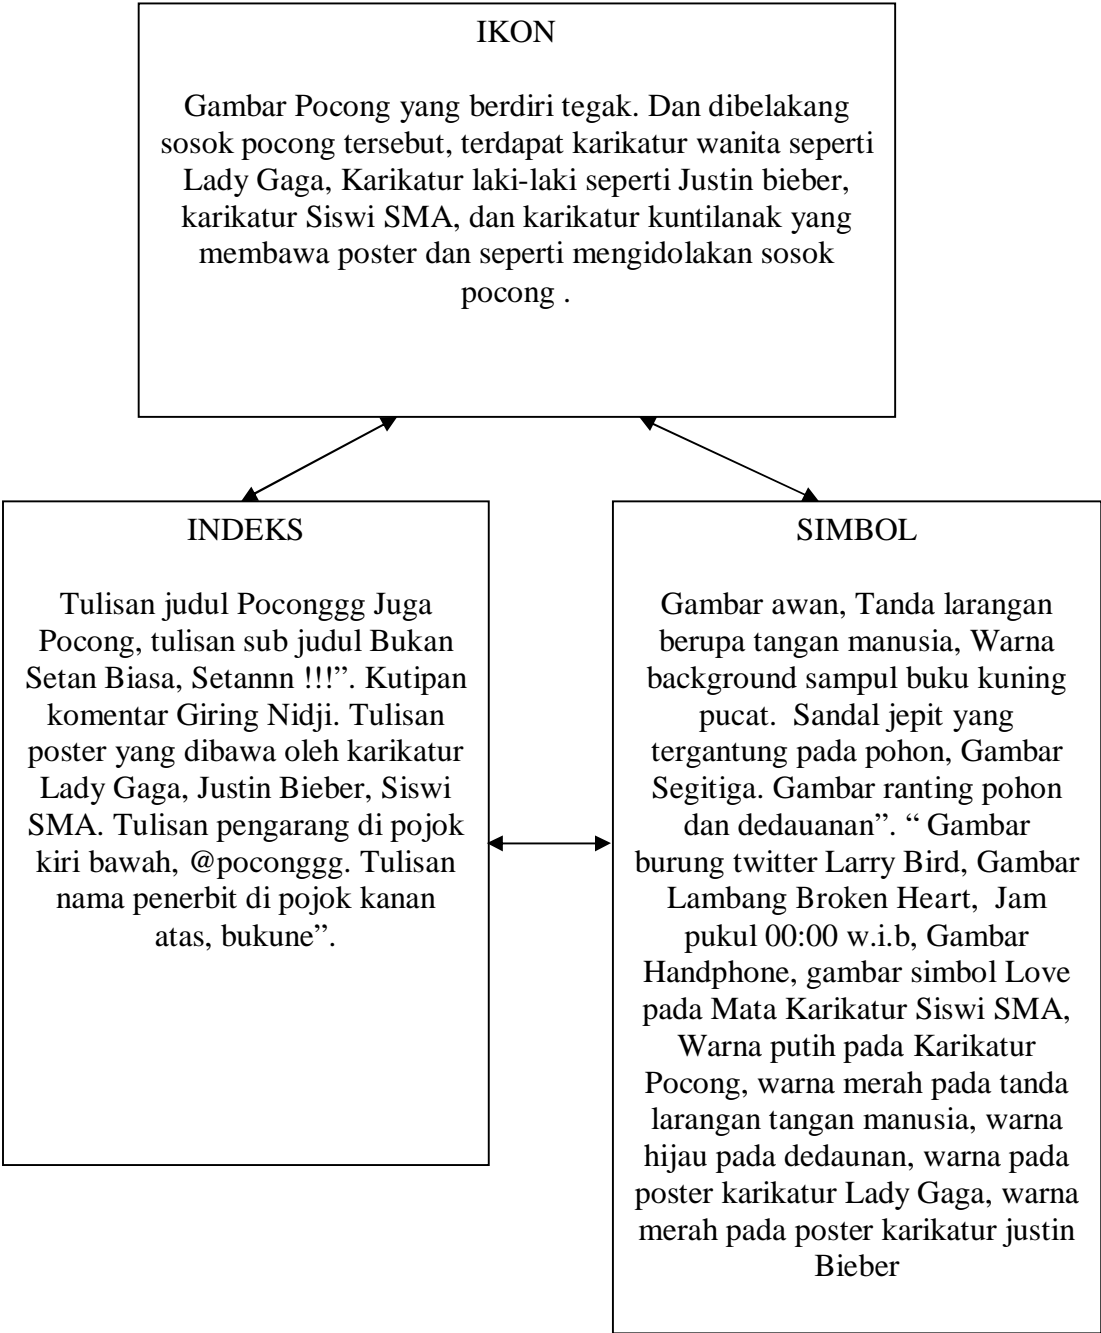 IKON
Gambar Pocong yang berdiri tegak. Dan dibelakang
sosok pocong tersebut, terdapat karikatur wanita seperti
Lady Gaga, Karikatur laki-laki seperti Justin bieber,
karikatur Siswi SMA, dan karikatur kuntilanak yang
membawa poster dan seperti mengidolakan sosok
pocong .
INDEKS
Tulisan judul Poconggg Juga
Pocong, tulisan sub judul Bukan
Setan Biasa, Setannn !!!”. Kutipan
komentar Giring Nidji. Tulisan
poster yang dibawa oleh karikatur
Lady Gaga, Justin Bieber, Siswi
SMA. Tulisan pengarang di pojok
kiri bawah, @poconggg. Tulisan
nama penerbit di pojok kanan
atas, bukune”.
SIMBOL
Gambar awan, Tanda larangan
berupa tangan manusia, Warna
background sampul buku kuning
pucat. Sandal jepit yang
tergantung pada pohon, Gambar
Segitiga. Gambar ranting pohon
dan dedauanan”. “ Gambar
burung twitter Larry Bird, Gambar
Lambang Broken Heart, Jam
pukul 00:00 w.i.b, Gambar
Handphone, gambar simbol Love
pada Mata Karikatur Siswi SMA,
Warna putih pada Karikatur
Pocong, warna merah pada tanda
larangan tangan manusia, warna
hijau pada dedaunan, warna pada
poster karikatur Lady Gaga, warna
merah pada poster karikatur justin
Bieber